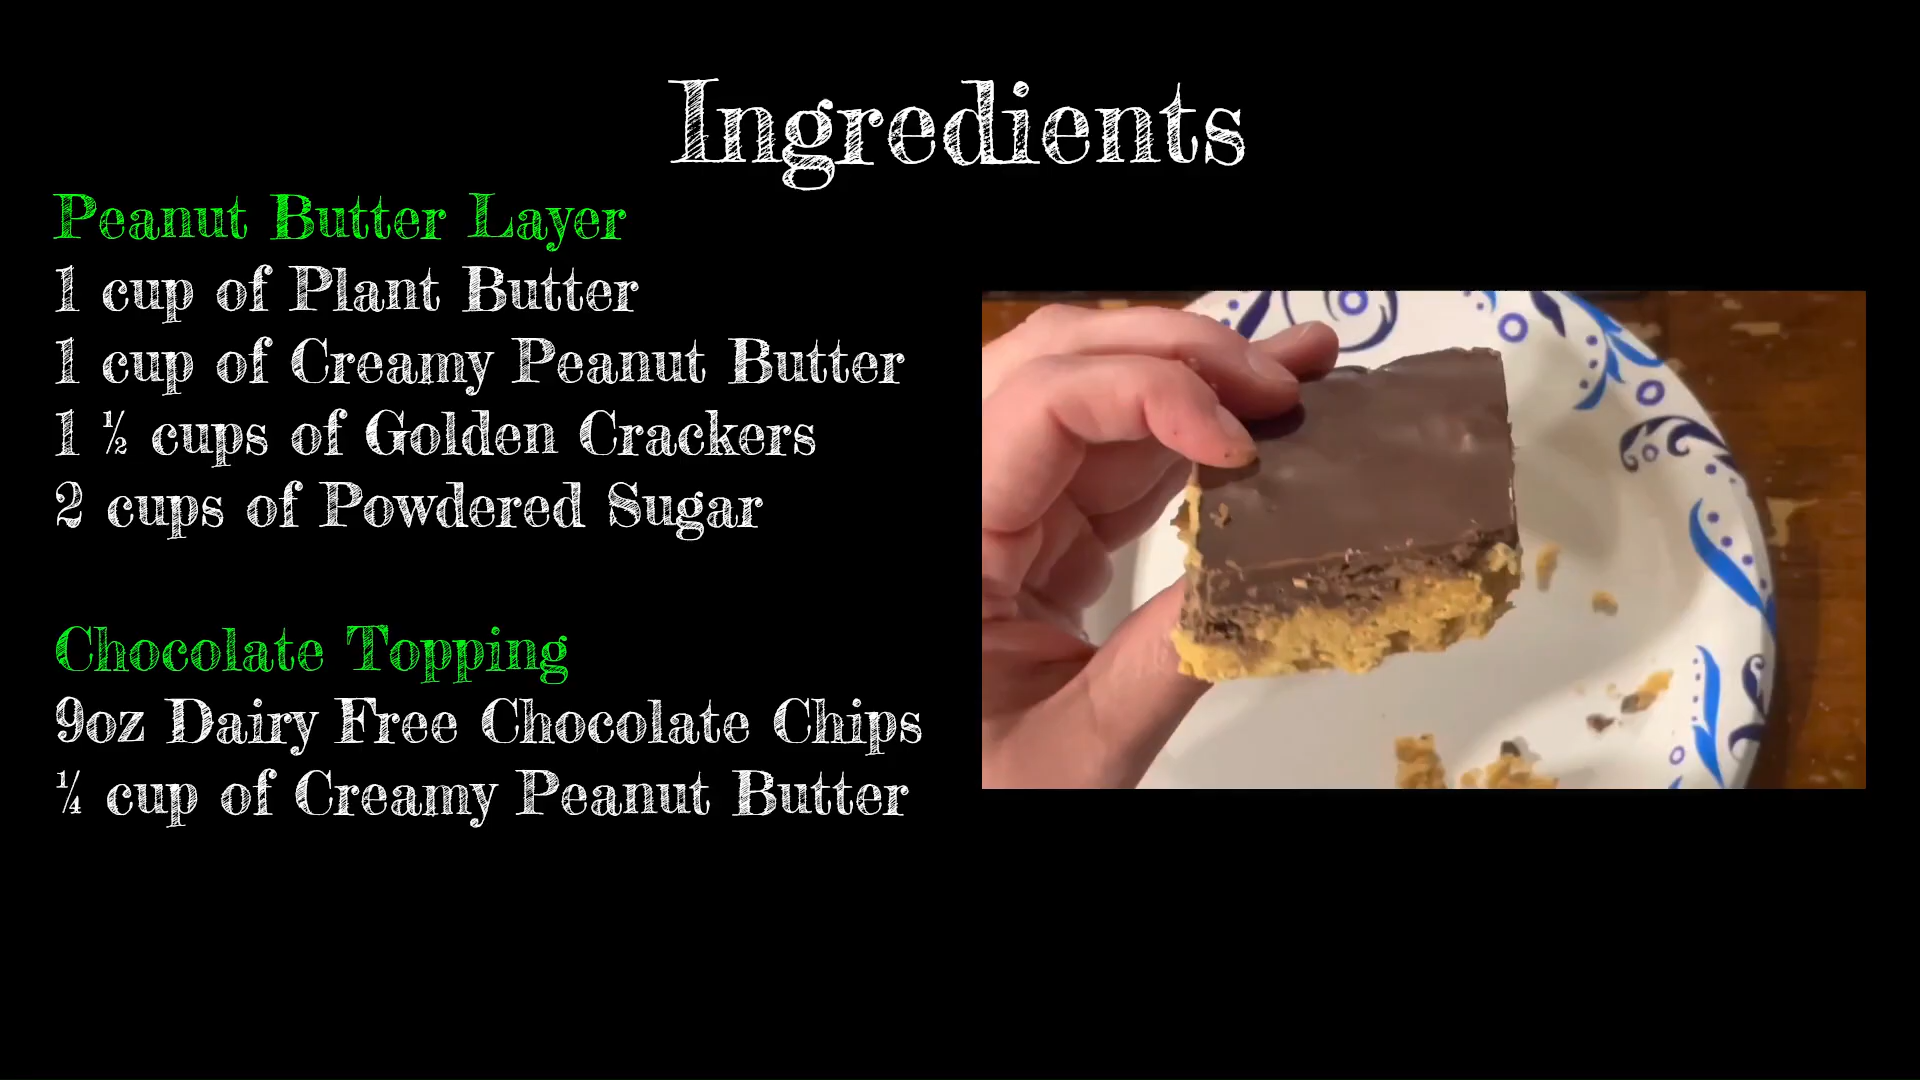 Ingredients
Peanut Butter Layer
1 cup of Plant Butter
1 cup of Creamy Peanut Butter
1 ½ cups of Golden Crackers
2 cups of Powdered Sugar
Chocolate Topping
9oz Dairy Free Chocolate Chips
¼ cup of Creamy Peanut Butter